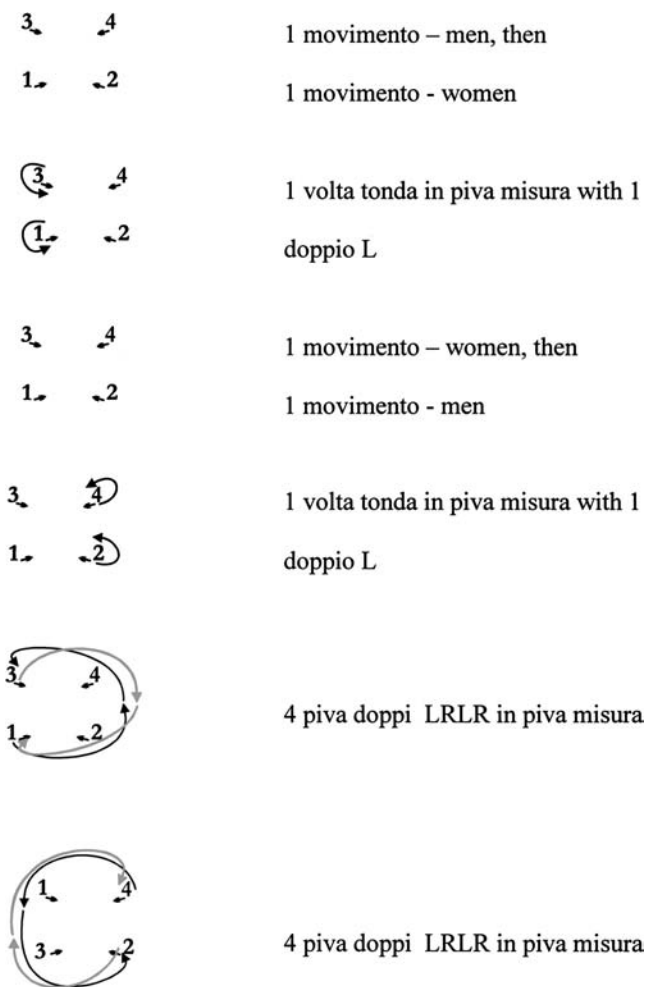 3 4 1 movimento – men, then
1 2 1 movimento - women
3 4 1 volta tonda in piva misura with 1
1 2 doppio L
3 4 1 movimento – women, then
1 2 1 movimento - men
3 4 1 volta tonda in piva misura with 1
1 2 doppio L
3 4
1 2
4 piva doppi LRLR in piva misura
1 4
3 2 4 piva doppi LRLR in piva misura